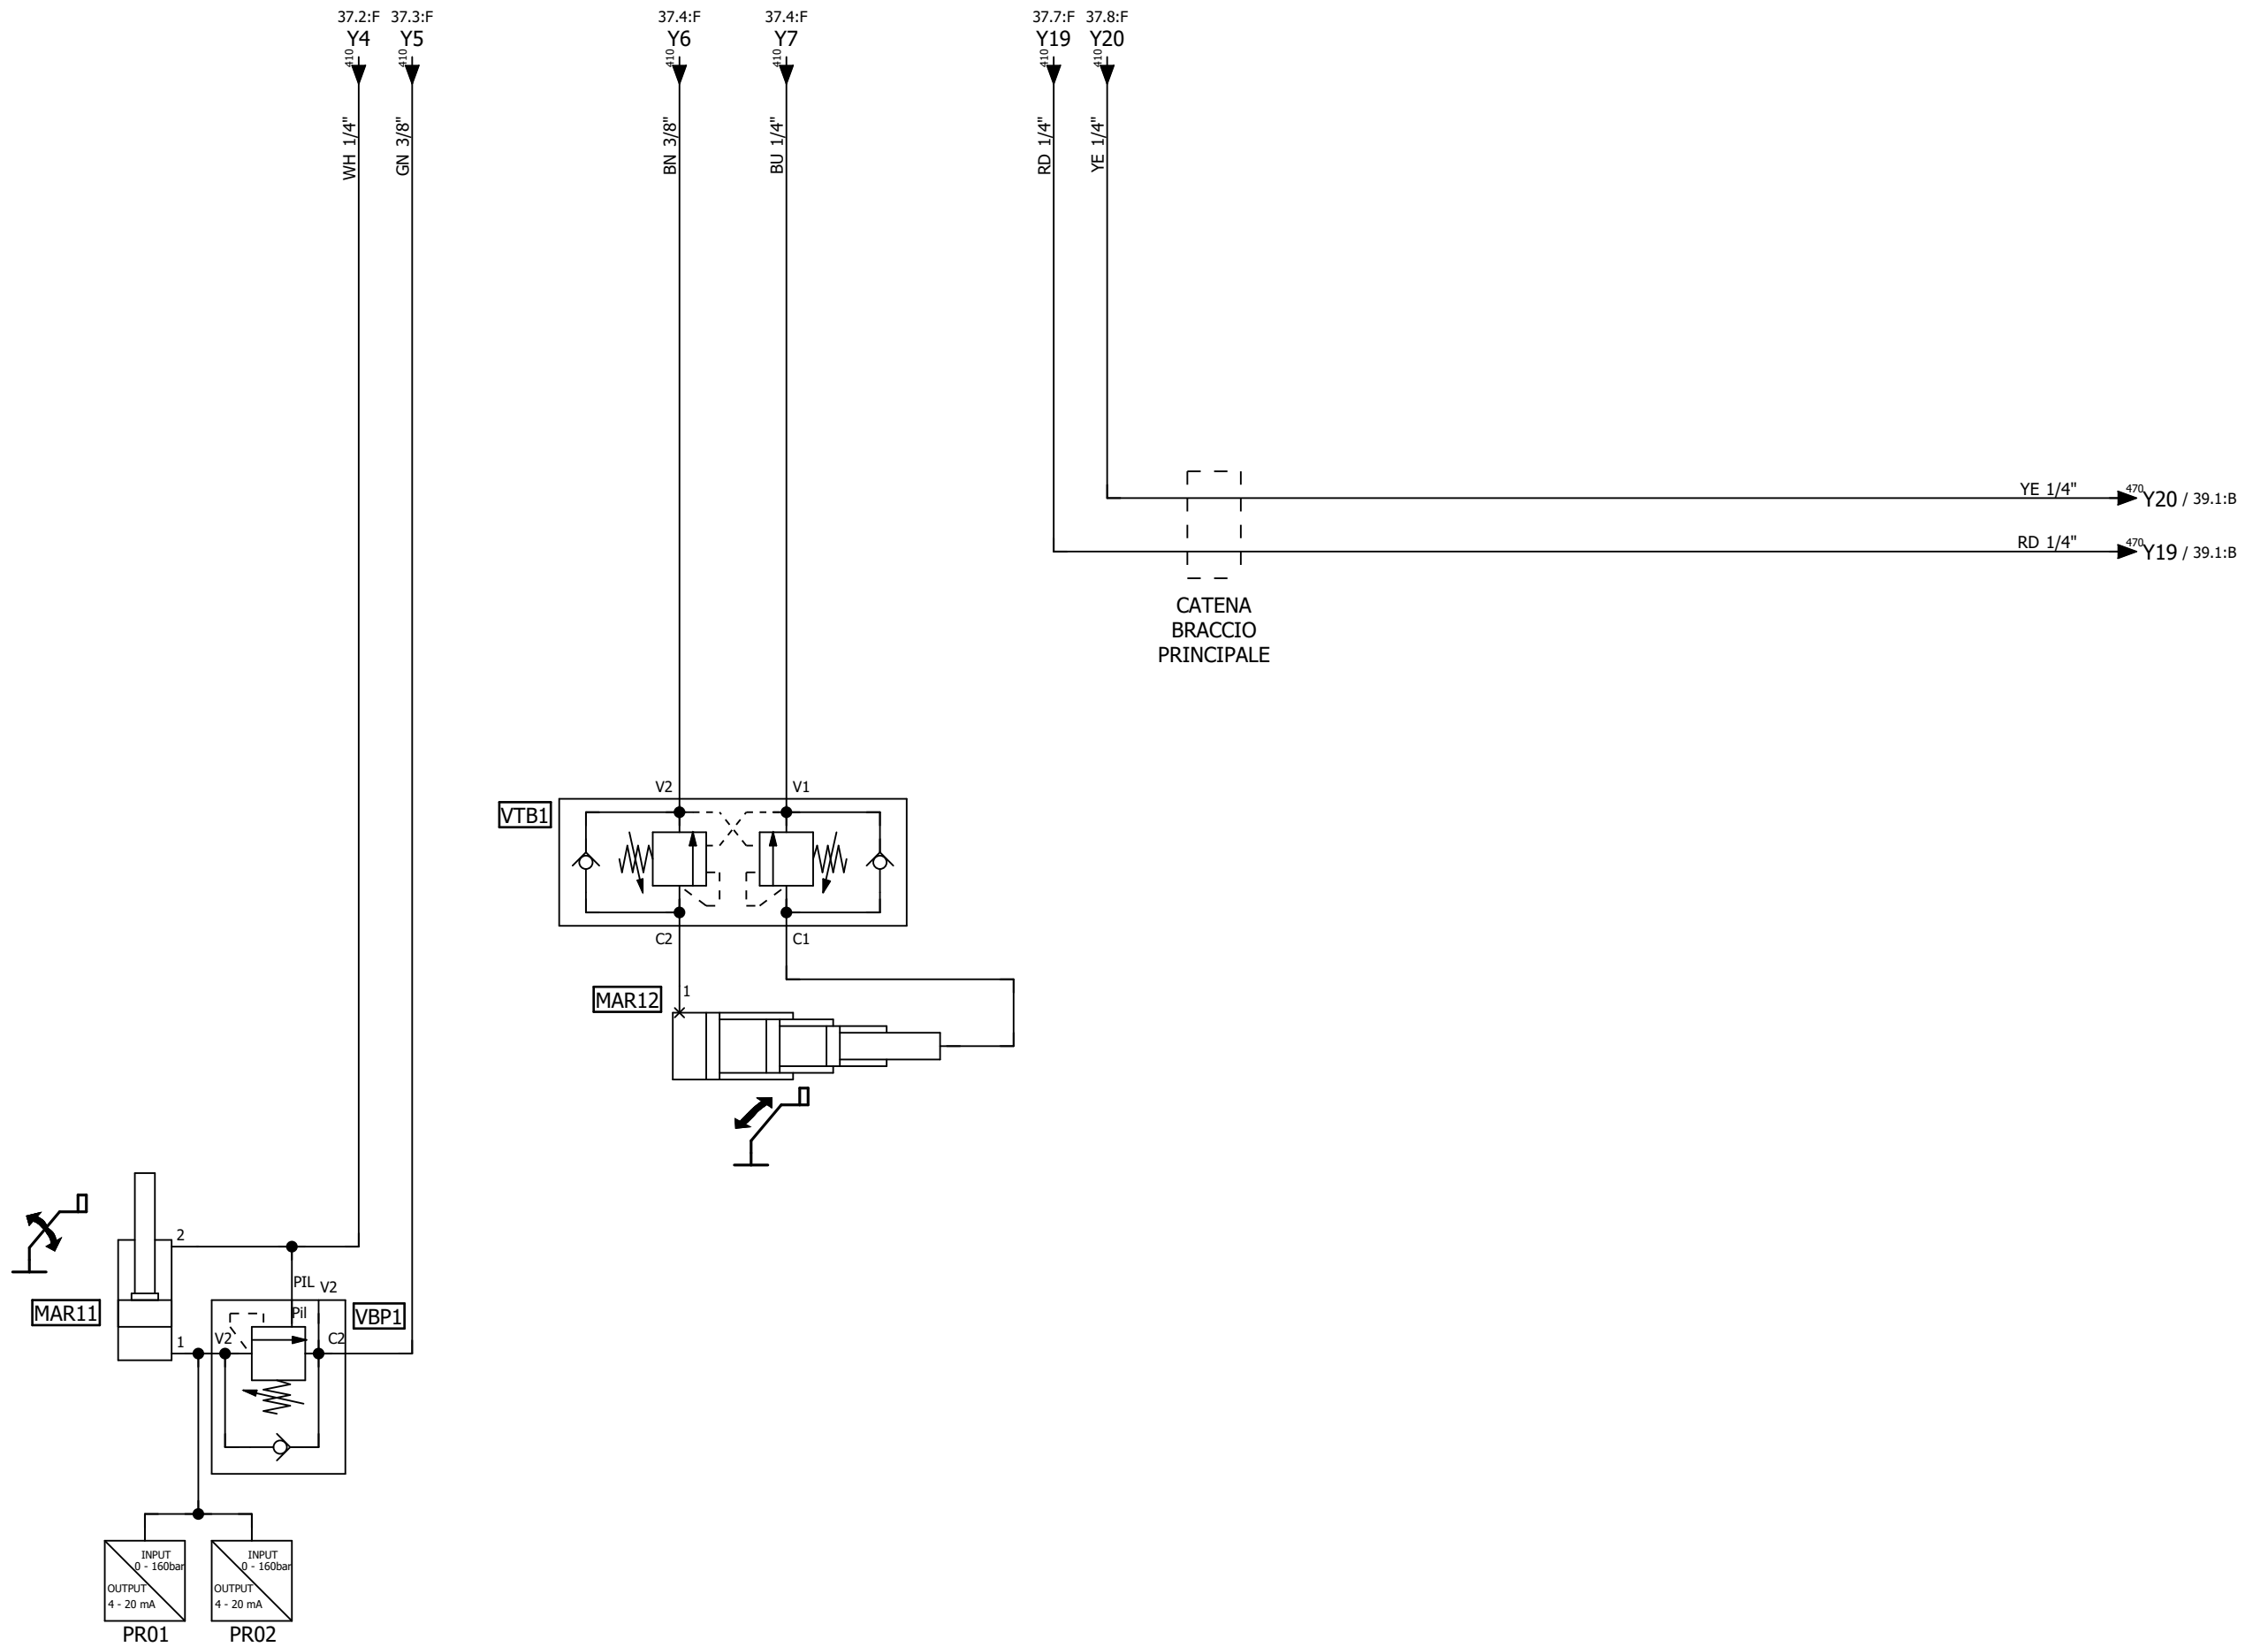 37.2:F 37.3:F 37.4:F 37.4:F 37.7:F 37.8:F
Y4 Y5 Y6 Y7 Y19 Y20
410 410 410 410 410 410
WH 1/4" GN 3/8" BN 3/8" BU 1/4" RD 1/4" YE 1/4"
YE 1/4" 470 Y20 / 39.1:B
RD 1/4" 470 Y19 / 39.1:B
CATENA
BRACCIO
PRINCIPALE
V2 V1
VTB1
C2 C1
MAR12 1
2
PIL V2
MAR11 Pil VBP1
1 V2 C2
INPUT INPUT
0 - 160bar 0 - 160bar
OUTPUT OUTPUT
4 - 20 mA 4 - 20 mA
PR01 PR02